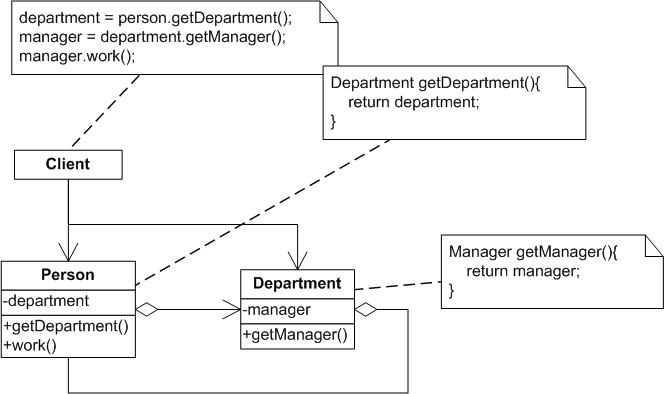 department = person.getDepartment();
manager = department.getManager();
manager.work();
Department getDepartment(){
return department;
}
Client
Manager getManager(){
return manager;
}
Person
-department
+getDepartment()
+work()
Department
-manager
+getManager()